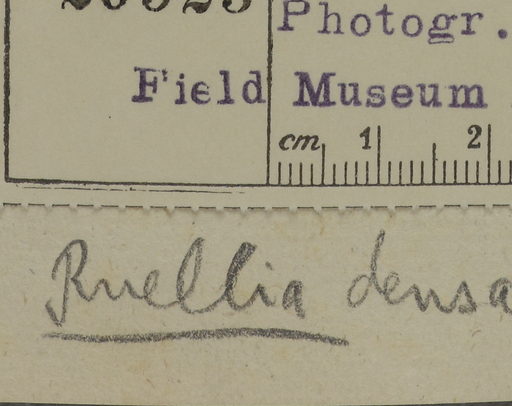 Photogr.
Field Museum
cm 1 2
Ruellia densa